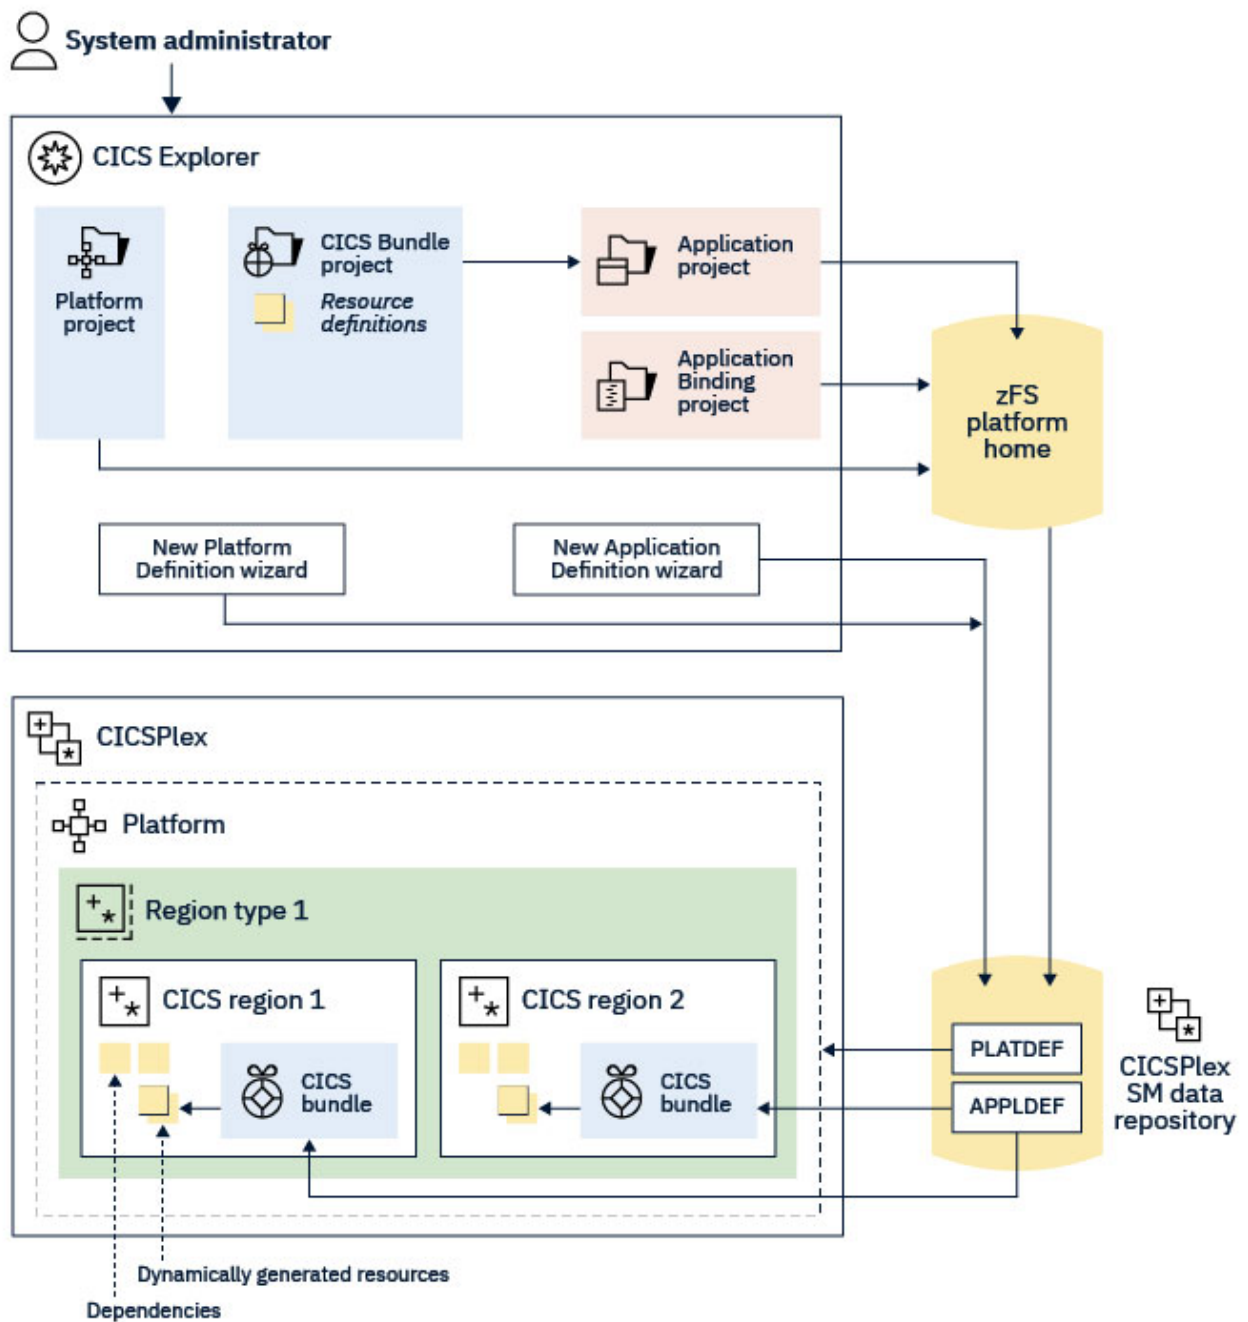 System administrator
CICS Explorer
Platform
project
CICS Bundle
project
Resource
definitions
Application
project
Application
Binding
project
zFS
platform
home
New Platform
Definition wizard
New Application
Definition wizard
CICSPlex
Platform
Region type 1
CICS region 1
CICS
bundle
CICS region 2
CICS
bundle
PLATDEF
APPLDEF
CICSPlex
SM data
repository
Dynamically generated resources
Dependencies